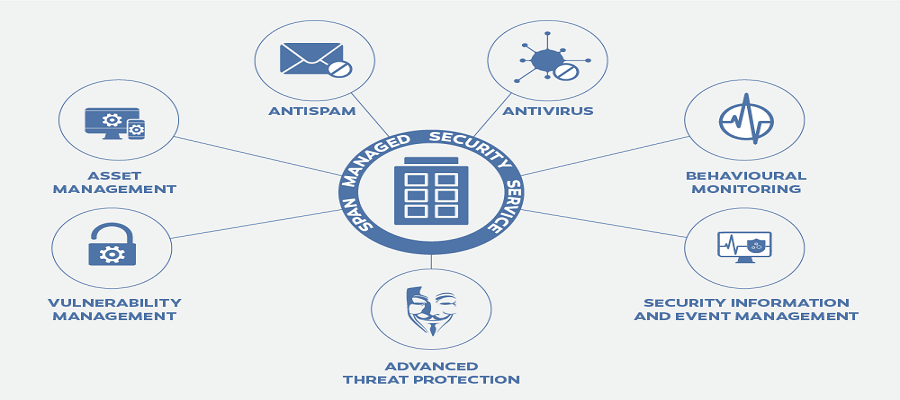 ANTISPAM
ANTIVIRUS
ASSET
MANAGEMENT
SPAN MANAGED SECURITY SERVICE
BEHAVIOURAL
MONITORING
VULNERABILITY
MANAGEMENT
SECURITY INFORMATION
AND EVENT MANAGEMENT
ADVANCED
THREAT PROTECTION